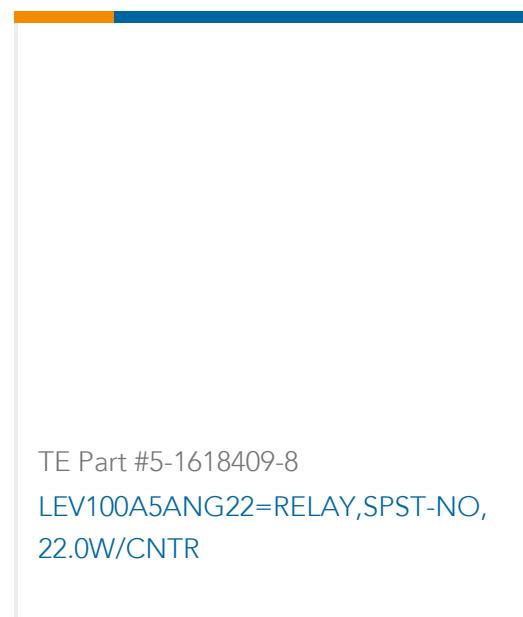 TE Part #5-1618409-8
LEV100A5ANG22=RELAY,SPST-NO,
22.0W/CNTR